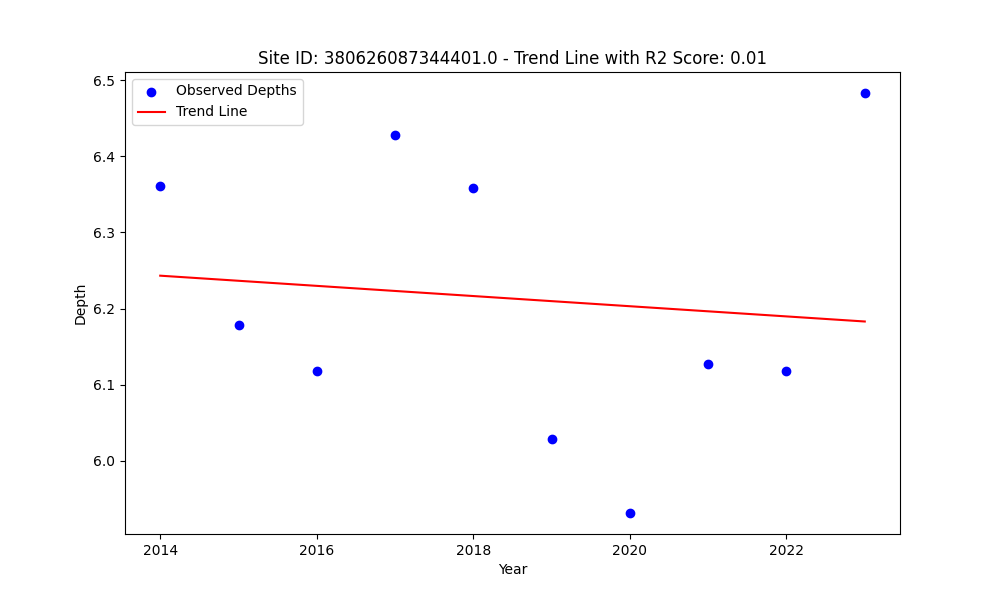 Site ID: 380626087344401.0 - Trend Line with R2 Score: 0.01
Observed Depths
Trend Line
6.5
6.4
6.3
6.2
6.1
6.0
Depth
2014
2016
2018
2020
2022
Year